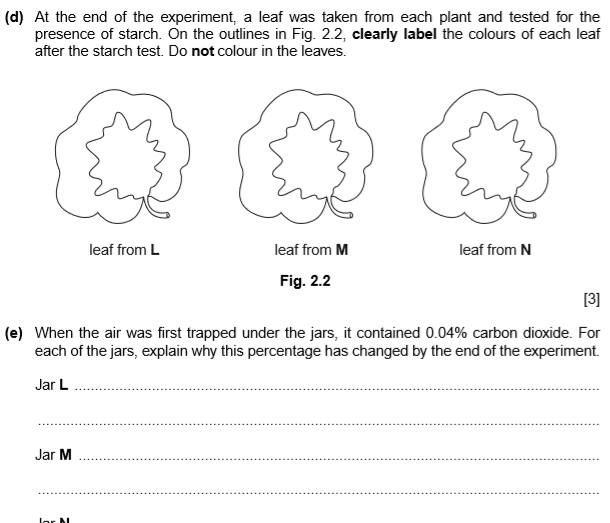 (d) At the end of the experiment, a leaf was taken from each plant and tested for the
presence of starch. On the outlines in Fig. 2.2, clearly label the colours of each leaf
after the starch test. Do not colour in the leaves.
leaf from L leaf from M leaf from N
Fig. 2.2
[3]
(e) When the air was first trapped under the jars, it contained 0.04% carbon dioxide. For
each of the jars, explain why this percentage has changed by the end of the experiment.
Jar L
Jar M
Jar N